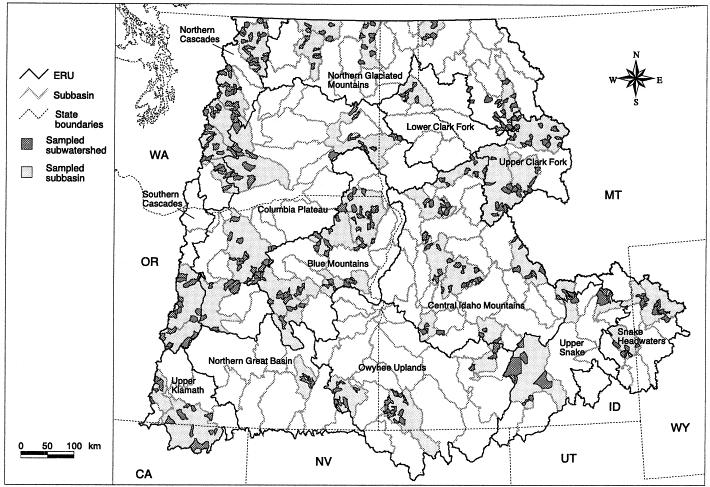 Northern
Cascades
N
W E
S
ERU
Subbasin
State
boundaries
Sampled
subwatershed
Sampled
subbasin
Northern Glaciated
Mountains
Lower Clark Fork
Upper Clark Fork
WA
MT
Southern
Cascades
Columbia Plateau
OR
Blue Mountains
Central Idaho Mountains
Snake
Headwaters
Upper
Snake
Northern Great Basin
Owyhee Uplands
Upper
Klamath
ID
WY
0 50 100 km
CA
NV
UT